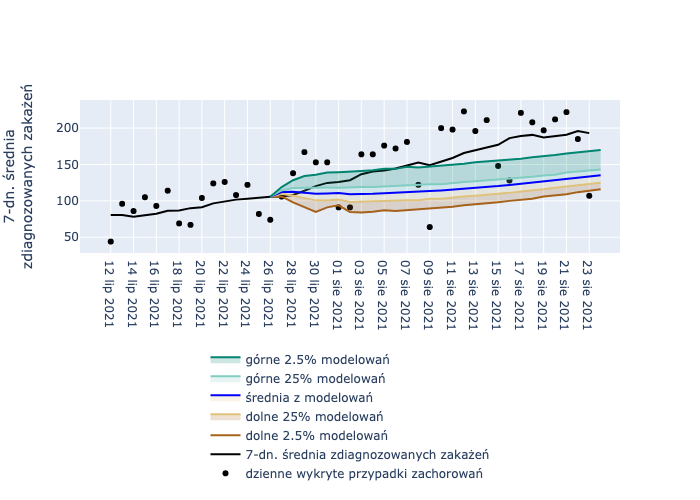 7-dn. średnia
zdiagnozowanych zakażeń
200
150
100
50
12 lip 2021
14 lip 2021
16 lip 2021
18 lip 2021
20 lip 2021
22 lip 2021
24 lip 2021
26 lip 2021
28 lip 2021
30 lip 2021
01 sie 2021
03 sie 2021
05 sie 2021
07 sie 2021
09 sie 2021
11 sie 2021
13 sie 2021
15 sie 2021
17 sie 2021
19 sie 2021
21 sie 2021
23 sie 2021
górne 2.5% modelowań
górne 25% modelowań
średnia z modelowań
dolne 25% modelowań
dolne 2.5% modelowań
7-dn. średnia zdiagnozowanych zakażeń
dzienne wykryte przypadki zachorowań